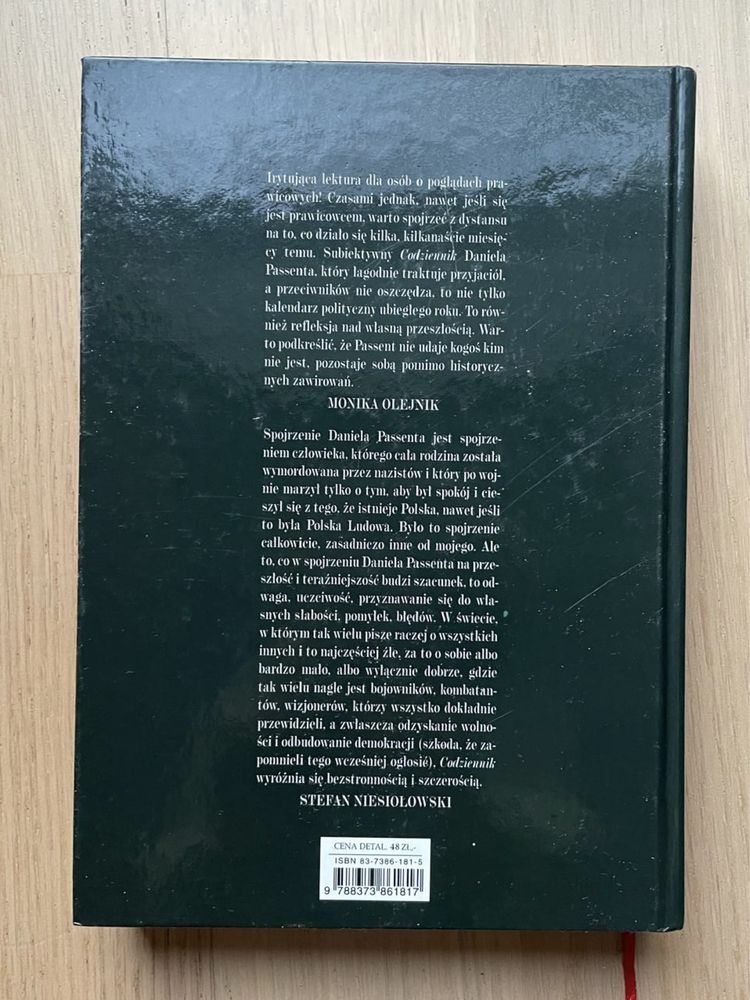 Irytująca lektura dla osób o poglądach pra-
wicowych! Czasami jednak, nawet jeśli się
jest prawicowcem, warto spojrzeć z dystansu
na to, co działo się kilka, kilkanaście miesię-
cy temu. Subiektywny Codziennik Daniela
Passenta, który łagodnie traktuje przyjaciół,
a przeciwników nie oszczędza, to nie tylko
kalendarz polityczny ubiegłego roku. To rów-
nież refleksja nad własną przeszłością. War-
to podkreślić, że Passent nie udaje kogoś kim
nie jest, pozostaje sobą pomimo historycz-
nych zawirowań.
MONIKA OLEJNIK
Spojrzenie Daniela Passenta jest spojrze-
niem człowieka, którego cała rodzina została
wymordowana przez nazistów i który po woj-
nie marzył tylko o tym, aby był spokój i cie-
szył się z tego, że istnieje Polska, nawet jeśli
to była Polska Ludowa. Było to spojrzenie
całkowicie, zasadniczo inne od mojego. Ale
to, co w spojrzeniu Daniela Passenta na prze-
szłość i teraźniejszość budzi szacunek, to od-
waga, uczciwość, przyznawanie się do wła-
snych słabości, pomyłek, błędów. W świecie,
w którym tak wielu pisze raczej o wszystkich
innych i to najczęściej źle, za to o sobie albo
bardzo mało, albo wyłącznie dobrze, gdzie
tak wielu nagle jest bojowników, kombatan-
tów, wizjonerów, którzy wszystko dokładnie
przewidzieli, a zwłaszcza odzyskanie wolno-
ści i odbudowanie demokracji (szkoda, że za-
pomnieli tego wcześniej ogłosić), Codziennik
wyróżnia się bezstronnością i szczerością.
STEFAN NIESIOŁOWSKI
CENA DETAL. 48 ZŁ,-
ISBN 83-7386-181-5
9 788373 861817